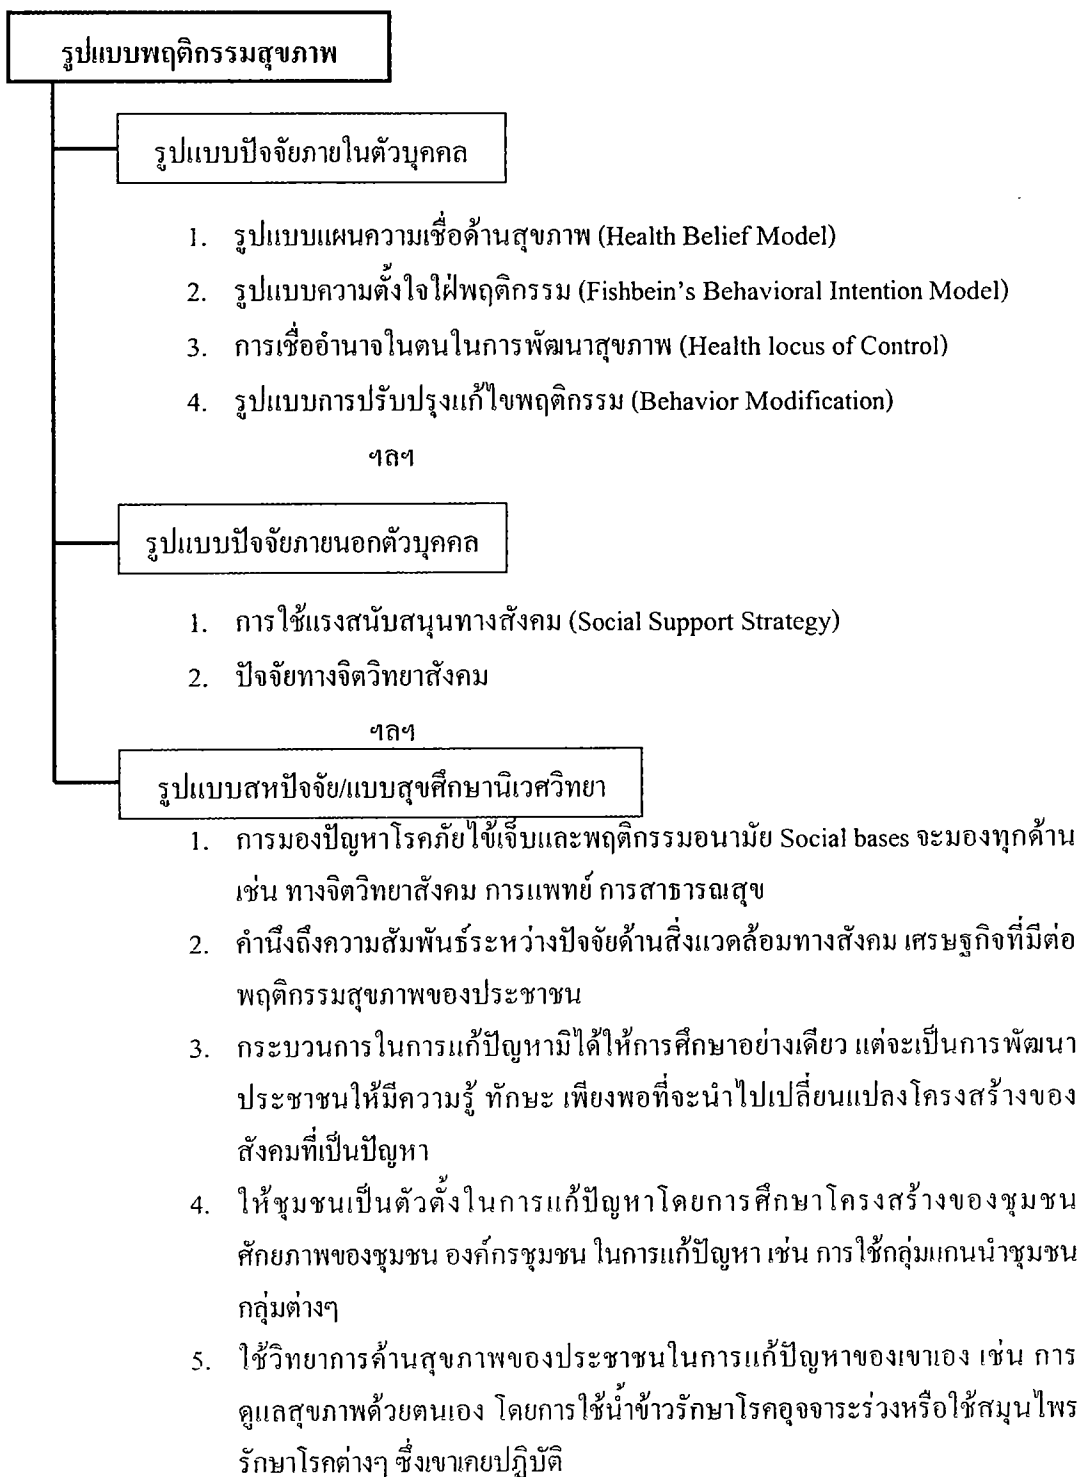 รูปแบบพฤติกรรมสุขภาพ
รูปแบบปัจจัยภายในตัวบุคคล
1. รูปแบบแผนความเชื่อด้านสุขภาพ (Health Belief Model)
2. รูปแบบความตั้งใจใฝ่พฤติกรรม (Fishbein's Behavioral Intention Model)
3. การเชื่ออำนาจในตนในการพัฒนาสุขภาพ (Health locus of Control)
4. รูปแบบการปรับปรุงแก้ไขพฤติกรรม (Behavior Modification)
ฯลฯ
รูปแบบปัจจัยภายนอกตัวบุคคล
1. การใช้แรงสนับสนุนทางสังคม (Social Support Strategy)
2. ปัจจัยทางจิตวิทยาสังคม
ฯลฯ
รูปแบบสหปัจจัย/แบบสุขศึกษานิเวศวิทยา
1. การมองปัญหาโรคภัยไข้เจ็บและพฤติกรรมอนามัย Social bases จะมองทุกด้าน
เช่น ทางจิตวิทยาสังคม การแพทย์ การสาธารณสุข
2. คำนึงถึงความสัมพันธ์ระหว่างปัจจัยด้านสิ่งแวดล้อมทางสังคม เศรษฐกิจที่มีต่อ
พฤติกรรมสุขภาพของประชาชน
3. กระบวนการในการแก้ปัญหามิได้ให้การศึกษาอย่างเดียว แต่จะเป็นการพัฒนา
ประชาชนให้มีความรู้ ทักษะ เพียงพอที่จะนำไปเปลี่ยนแปลงโครงสร้างของ
สังคมที่เป็นปัญหา
4. ให้ชุมชนเป็นตัวตั้งในการแก้ปัญหาโดยการศึกษาโครงสร้างของชุมชน
ศักยภาพของชุมชน องค์กรชุมชน ในการแก้ปัญหา เช่น การใช้กลุ่มแกนนำชุมชน
กลุ่มต่างๆ
5. ใช้วิทยาการด้านสุขภาพของประชาชนในการแก้ปัญหาของเขาเอง เช่น การ
ดูแลสุขภาพด้วยตนเอง โดยการใช้น้ำข้าวรักษาโรคอุจจาระร่วงหรือใช้สมุนไพร
รักษาโรคต่างๆ ซึ่งเขาเคยปฏิบัติ